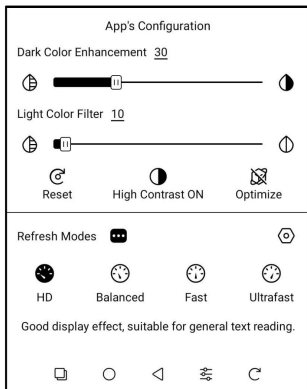 App's Configuration
Dark Color Enhancement 30
Light Color Filter 10
Reset High Contrast ON Optimize
Refresh Modes
HD Balanced Fast Ultrafast
Good display effect, suitable for general text reading.